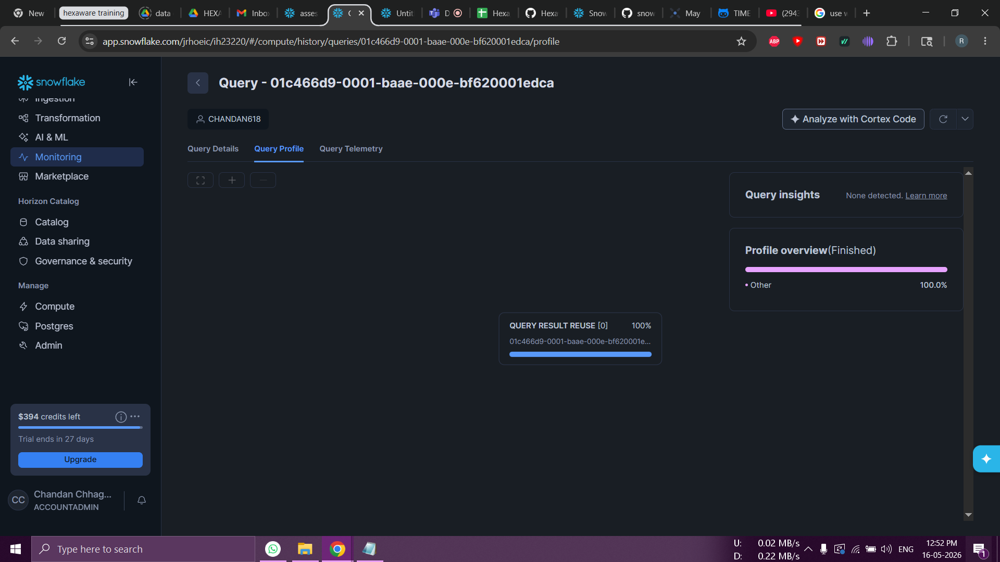 New
hexaware training
data
HEXA
Inbo
asses
Untit
D
Hexa
Hexa
Snow
snow
May
TIME
(294
use w
app.snowflake.com/jrhoeic/ih23220/#/compute/history/queries/01c466d9-0001-baae-000e-bf620001edca/profile
ABP
R
snowflake
Ingestion
Transformation
AI & ML
Monitoring
Marketplace
Horizon Catalog
Catalog
Data sharing
Governance & security
Manage
Compute
Postgres
Admin
$394 credits left
Trial ends in 27 days
Upgrade
CC
Chandan Chhag...
ACCOUNTADMIN
Query - 01c466d9-0001-baae-000e-bf620001edca
CHANDAN618
Analyze with Cortex Code
Query Details
Query Profile
Query Telemetry
Query insights
None detected. Learn more
Profile overview(Finished)
Other 100.0%
QUERY RESULT REUSE [0] 100%
01c466d9-0001-baae-000e-bf620001e...
Type here to search
U: 0.02 MB/s
D: 0.22 MB/s
ENG
12:52 PM
16-05-2026
1